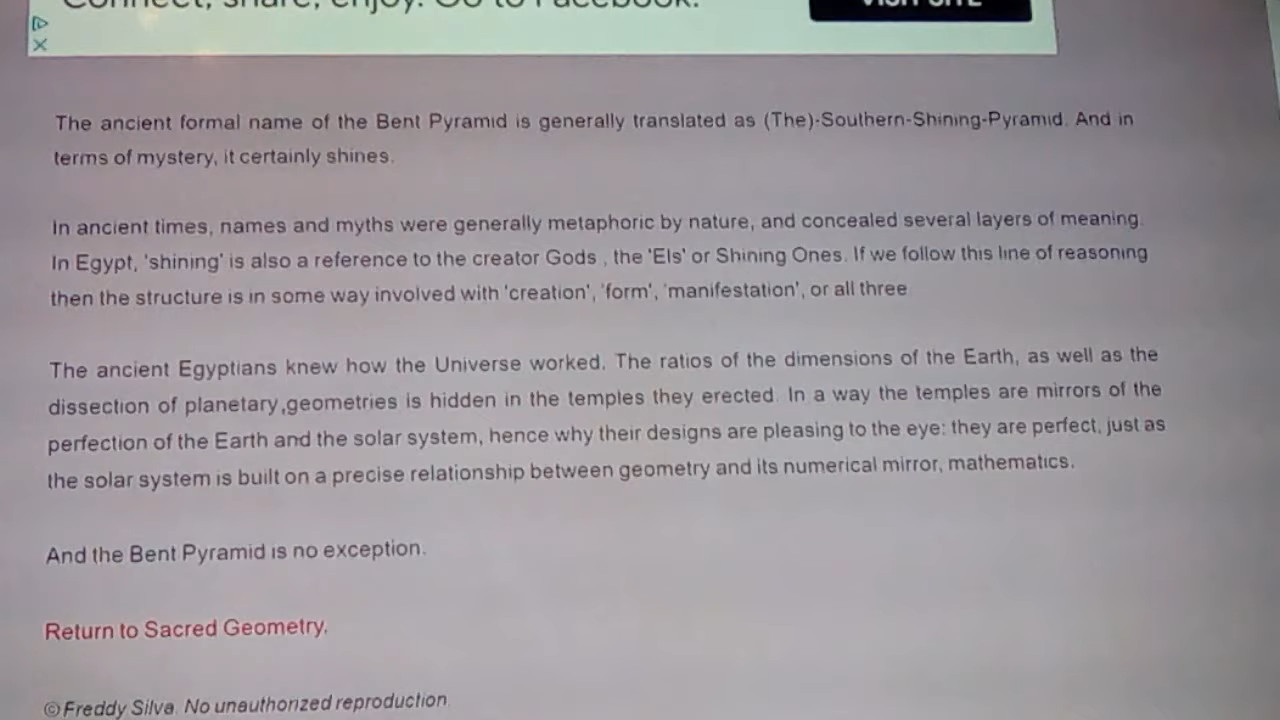 Connect, share, enjoy. Go to Facebook.
VISIT SITE
The ancient formal name of the Bent Pyramid is generally translated as (The)-Southern-Shining-Pyramid. And in
terms of mystery, it certainly shines.
In ancient times, names and myths were generally metaphoric by nature, and concealed several layers of meaning.
In Egypt, 'shining' is also a reference to the creator Gods , the 'Els' or Shining Ones. If we follow this line of reasoning
then the structure is in some way involved with 'creation', 'form', 'manifestation', or all three
The ancient Egyptians knew how the Universe worked. The ratios of the dimensions of the Earth, as well as the
dissection of planetary,geometries is hidden in the temples they erected. In a way the temples are mirrors of the
perfection of the Earth and the solar system, hence why their designs are pleasing to the eye: they are perfect, just as
the solar system is built on a precise relationship between geometry and its numerical mirror, mathematics.
And the Bent Pyramid is no exception.
Return to Sacred Geometry.
©Freddy Silva. No unauthorized reproduction.